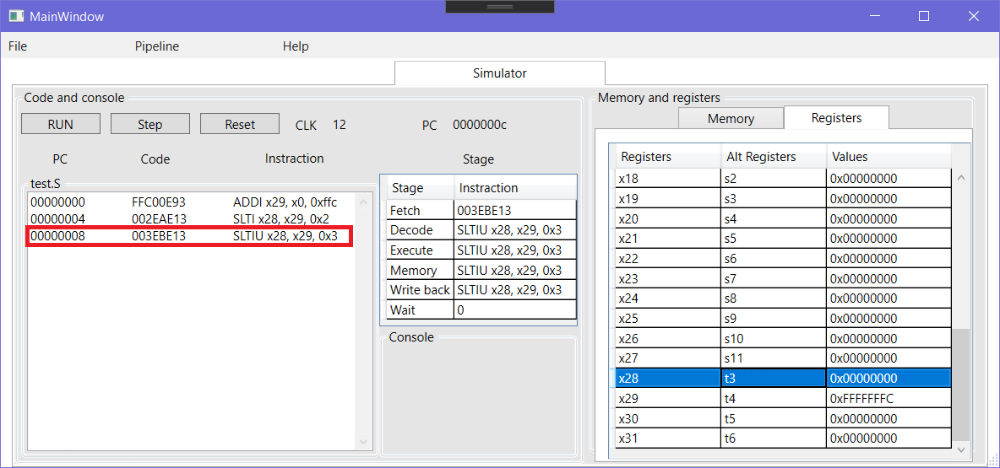 MainWindow
File Pipeline Help
Simulator
Code and console
RUN Step Reset CLK 12 PC 0000000c
PC Code Instraction Stage
test.S
00000000 FFC00E93 ADDI x29, x0, 0xffc
00000004 002EAE13 SLTI x28, x29, 0x2
00000008 003EBE13 SLTIU x28, x29, 0x3
Stage Instraction
Fetch 003EBE13
Decode SLTIU x28, x29, 0x3
Execute SLTIU x28, x29, 0x3
Memory SLTIU x28, x29, 0x3
Write back SLTIU x28, x29, 0x3
Wait 0
Console
Memory and registers
Memory Registers
Registers Alt Registers Values
x18 s2 0x00000000
x19 s3 0x00000000
x20 s4 0x00000000
x21 s5 0x00000000
x22 s6 0x00000000
x23 s7 0x00000000
x24 s8 0x00000000
x25 s9 0x00000000
x26 s10 0x00000000
x27 s11 0x00000000
x28 t3 0x00000000
x29 t4 0xFFFFFFFC
x30 t5 0x00000000
x31 t6 0x00000000